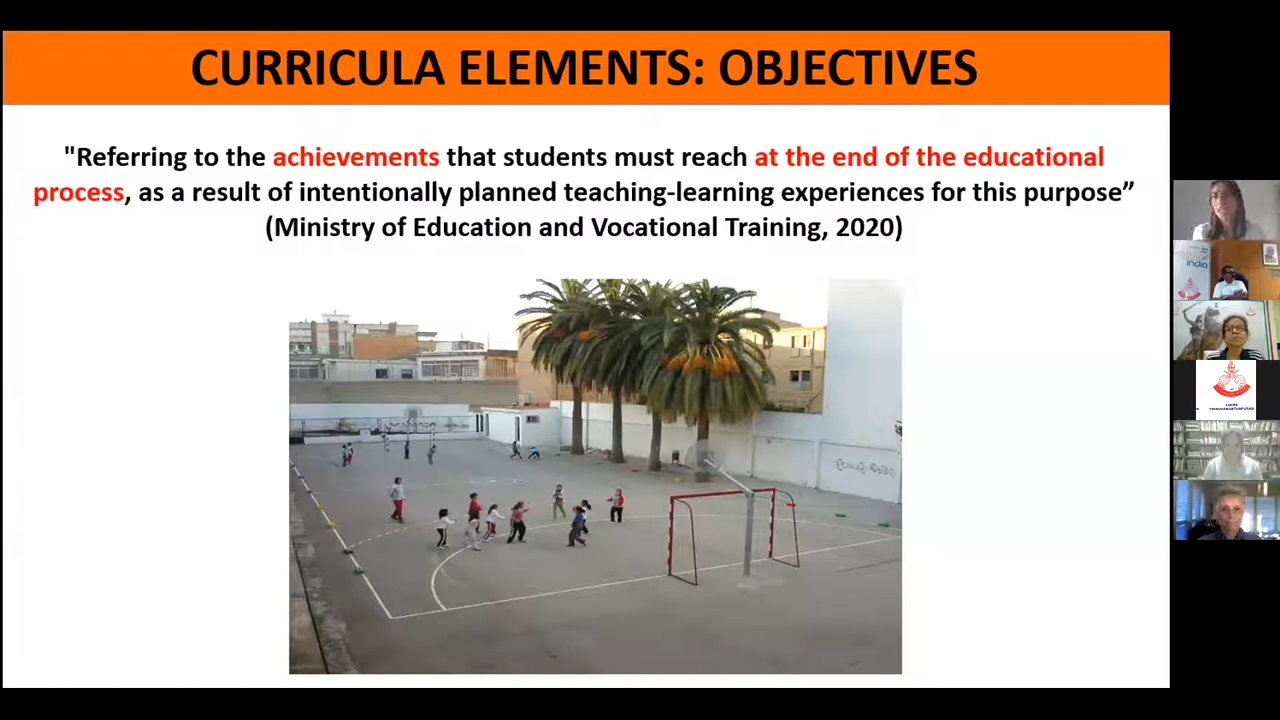 CURRICULA ELEMENTS: OBJECTIVES
"Referring to the achievements that students must reach at the end of the educational
process, as a result of intentionally planned teaching-learning experiences for this purpose”
(Ministry of Education and Vocational Training, 2020)
india